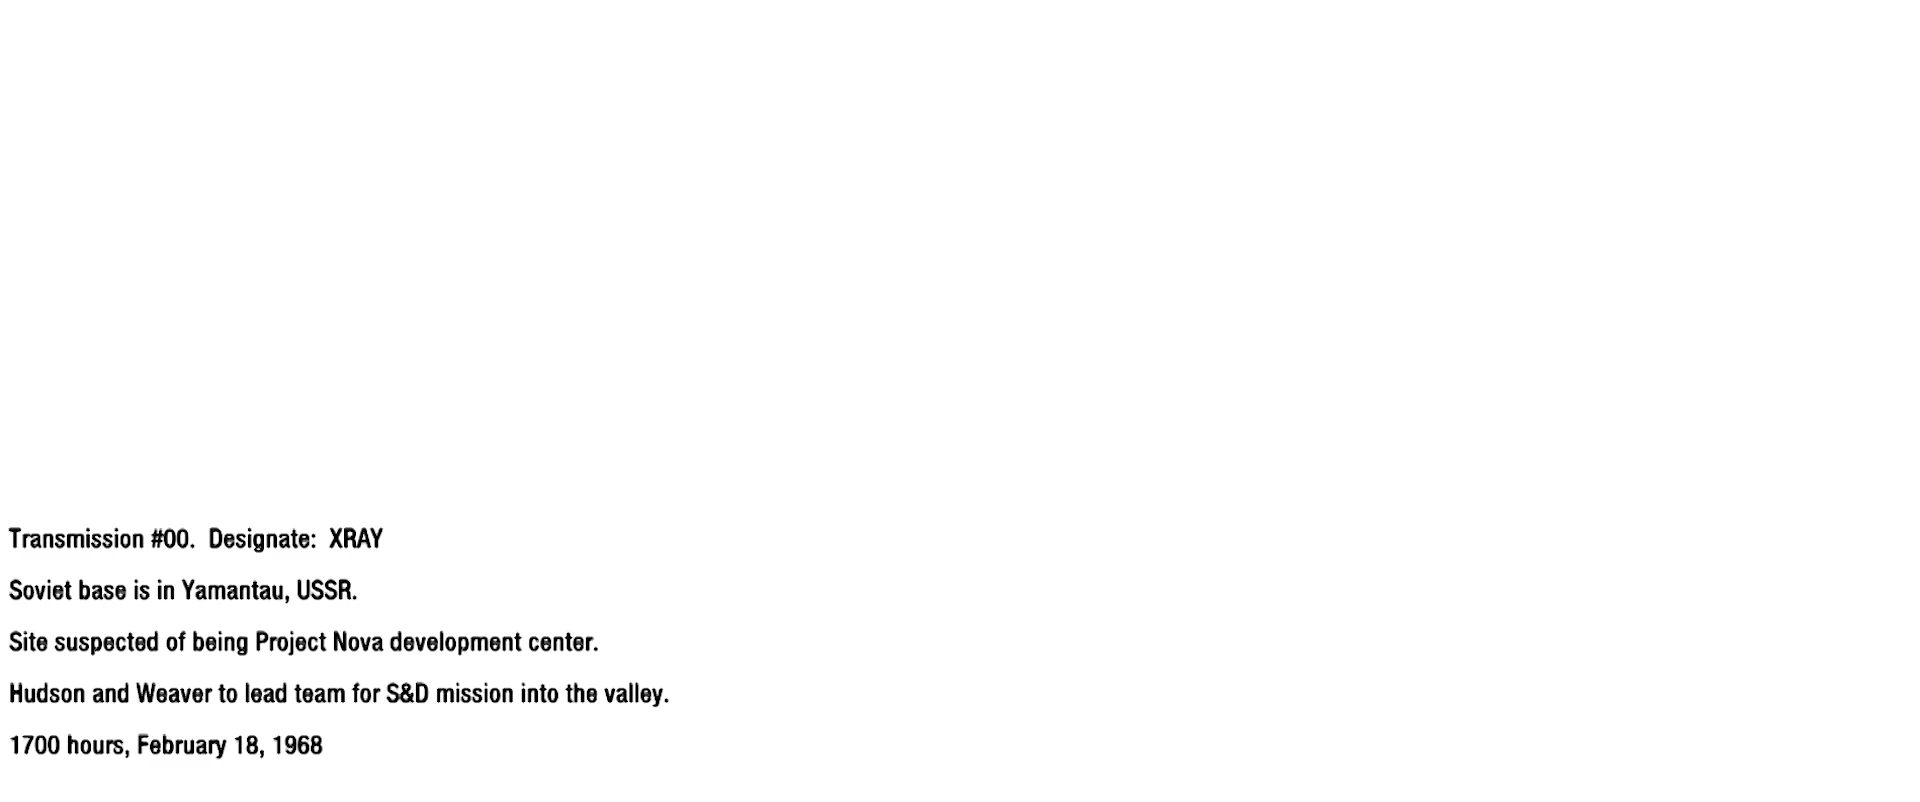 Transmission #00.  Designate:  XRAY
Soviet base is in Yamantau, USSR.
Site suspected of being Project Nova development center.
Hudson and Weaver to lead team for S&D mission into the valley.
1700 hours, February 18, 1968